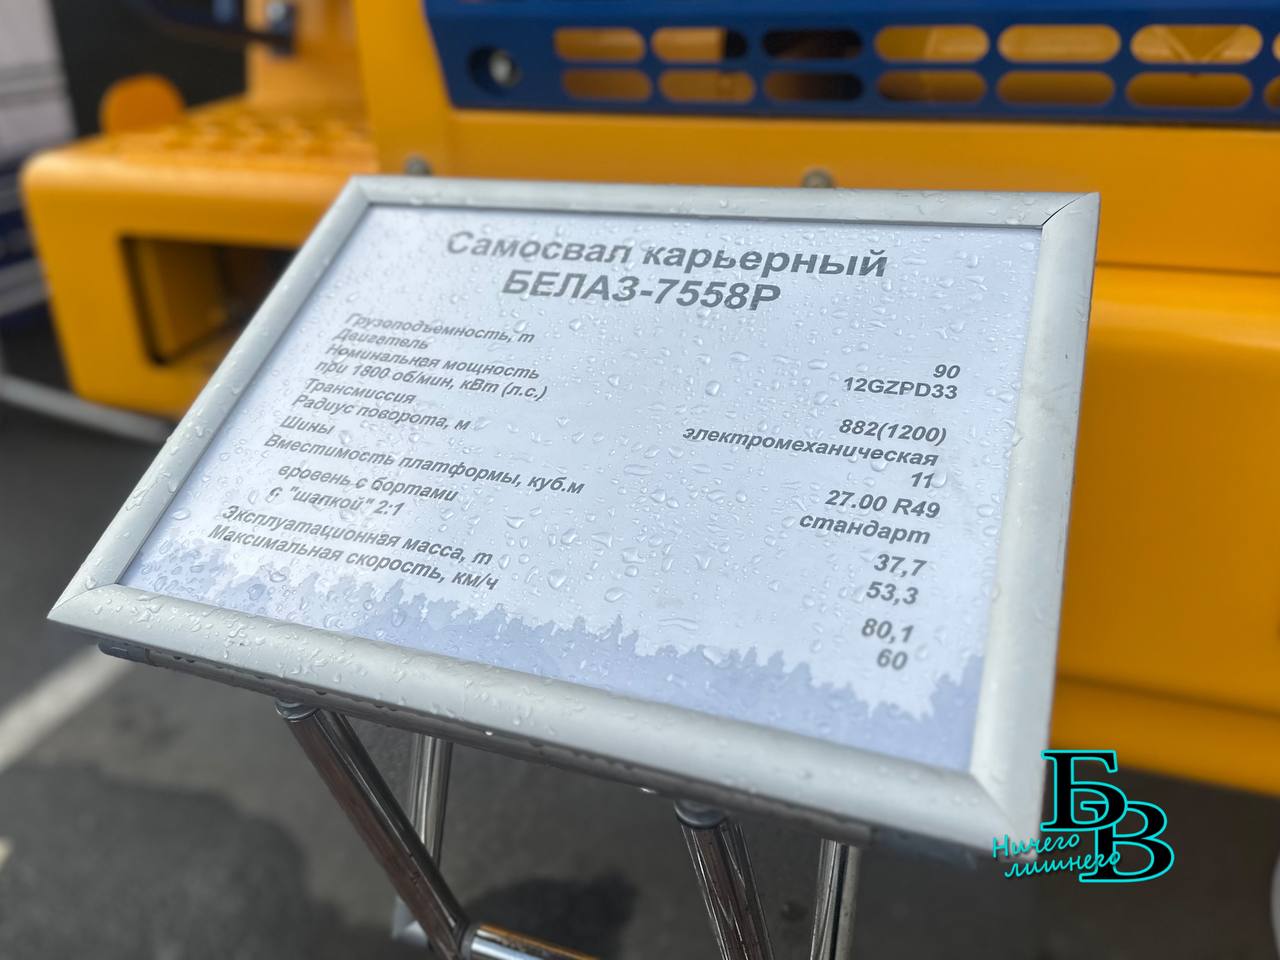 Самосвал карьерный
БЕЛАЗ-7558Р
Грузоподъемность, т 90
Двигатель 12GZPD33
Номинальная мощность
при 1800 об/мин, кВт (л.с.) 882(1200)
Трансмиссия электромеханическая
Радиус поворота, м 11
Шины 27.00 R49
стандарт
Вместимость платформы, куб.м
вровень с бортами 37,7
с "шапкой" 2:1 53,3
Эксплуатационная масса, т 80,1
Максимальная скорость, км/ч 60
БВ
Ничего
лишнего